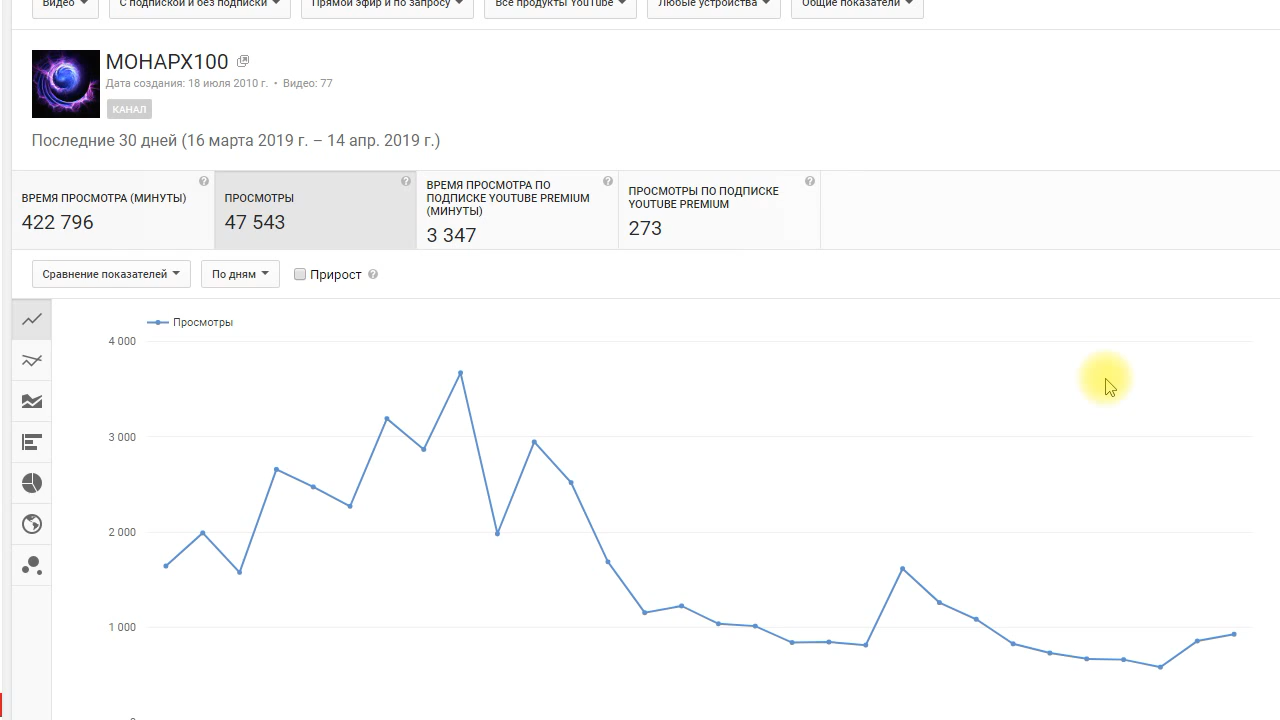 Видео С подпиской и без подписки Прямой эфир и по запросу Все продукты YouTube Любые устройства Общие показатели
МОНАРХ100
Дата создания: 18 июля 2010 г. • Видео: 77
КАНАЛ
Последние 30 дней (16 марта 2019 г. – 14 апр. 2019 г.)
ВРЕМЯ ПРОСМОТРА (МИНУТЫ)
422 796
ПРОСМОТРЫ
47 543
ВРЕМЯ ПРОСМОТРА ПО
ПОДПИСКЕ YOUTUBE PREMIUM
(МИНУТЫ)
3 347
ПРОСМОТРЫ ПО ПОДПИСКЕ
YOUTUBE PREMIUM
273
Сравнение показателей По дням Прирост
Просмотры
4 000
3 000
2 000
1 000